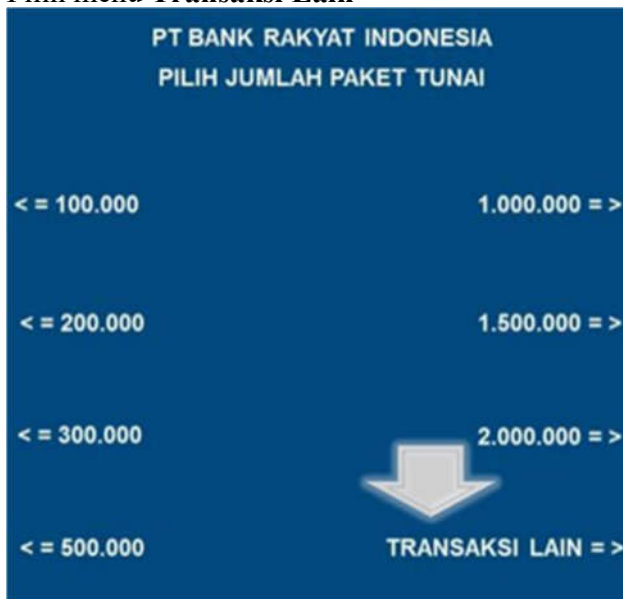 PT BANK RAKYAT INDONESIA
PILIH JUMLAH PAKET TUNAI
< = 100.000 1.000.000 = >
< = 200.000 1.500.000 = >
< = 300.000 2.000.000 = >
< = 500.000 TRANSAKSI LAIN = >